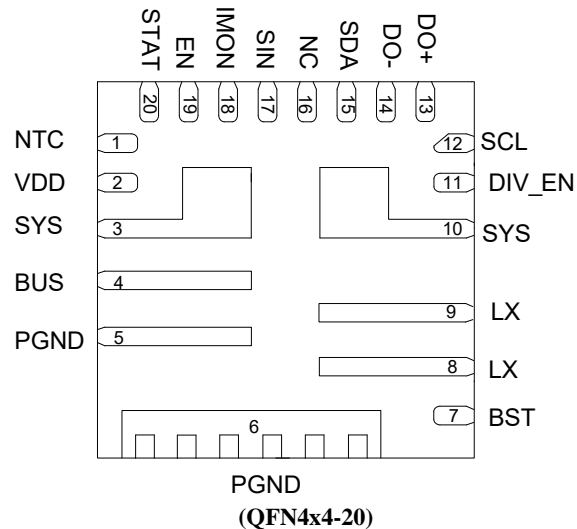 STAT
EN
IMON
SIN
NC
SDA
DO-
DO+
20
19
18
17
16
15
14
13
NTC 1
12 SCL
VDD 2
11 DIV_EN
SYS 3
10 SYS
BUS 4
9 LX
PGND 5
8 LX
7 BST
6
PGND
(QFN4x4-20)